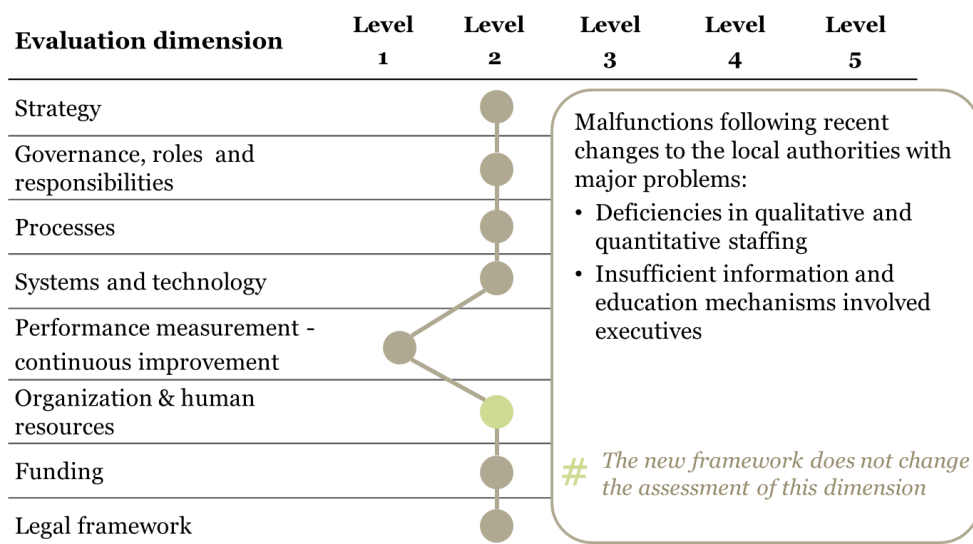 Evaluation dimension
Level 1
Level 2
Level 3
Level 4
Level 5
Strategy
Governance, roles and
responsibilities
Processes
Systems and technology
Performance measurement -
continuous improvement
Organization & human
resources
Funding
Legal framework
Malfunctions following recent
changes to the local authorities with
major problems:
• Deficiencies in qualitative and
quantitative staffing
• Insufficient information and
education mechanisms involved
executives
# The new framework does not change
the assessment of this dimension